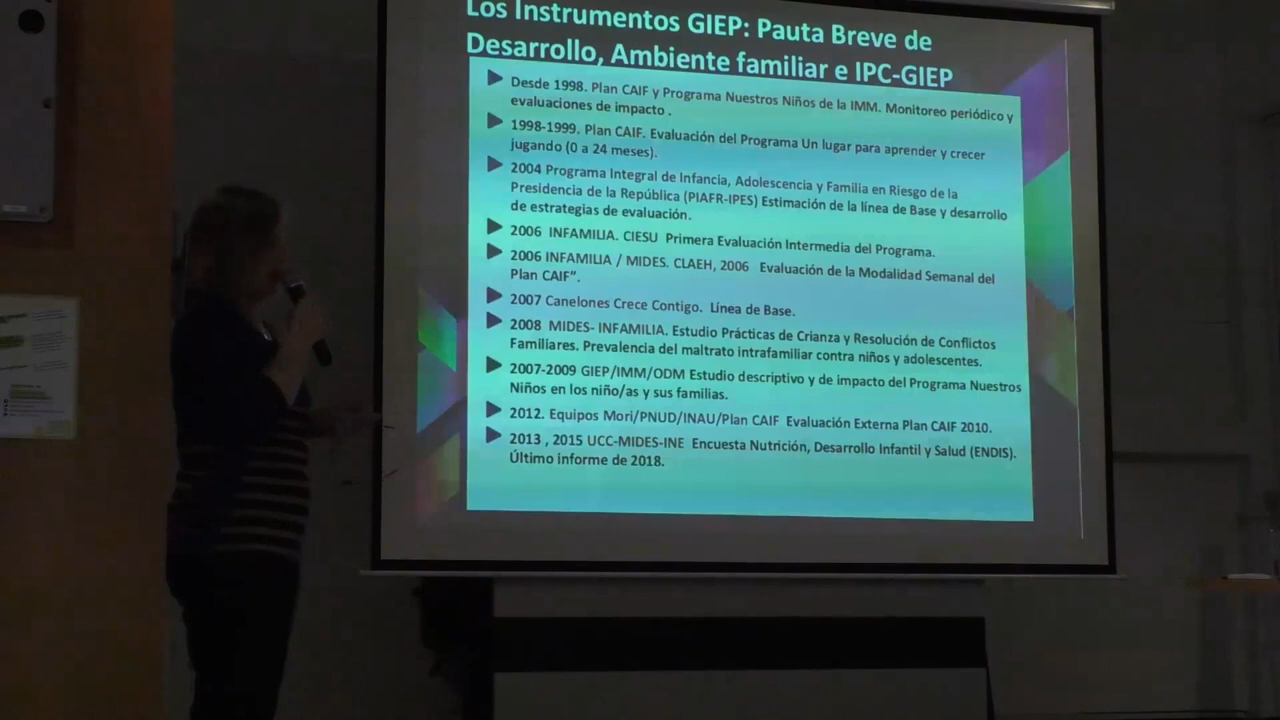 Los Instrumentos GIEP: Pauta Breve de
Desarrollo, Ambiente familiar e IPC-GIEP
Desde 1998. Plan CAIF y Programa Nuestros Niños de la IMM. Monitoreo periódico y
evaluaciones de impacto .
1998-1999. Plan CAIF. Evaluación del Programa Un lugar para aprender y crecer
jugando (0 a 24 meses).
2004 Programa Integral de Infancia, Adolescencia y Familia en Riesgo de la
Presidencia de la República (PIAFR-IPES) Estimación de la línea de Base y desarrollo
de estrategias de evaluación.
2006 INFAMILIA. CIESU Primera Evaluación Intermedia del Programa.
2006 INFAMILIA / MIDES. CLAEH, 2006 Evaluación de la Modalidad Semanal del
Plan CAIF”.
2007 Canelones Crece Contigo. Línea de Base.
2008 MIDES- INFAMILIA. Estudio Prácticas de Crianza y Resolución de Conflictos
Familiares. Prevalencia del maltrato intrafamiliar contra niños y adolescentes.
2007-2009 GIEP/IMM/ODM Estudio descriptivo y de impacto del Programa Nuestros
Niños en los niño/as y sus familias.
2012. Equipos Mori/PNUD/INAU/Plan CAIF Evaluación Externa Plan CAIF 2010.
2013 , 2015 UCC-MIDES-INE Encuesta Nutrición, Desarrollo Infantil y Salud (ENDIS).
Último informe de 2018.